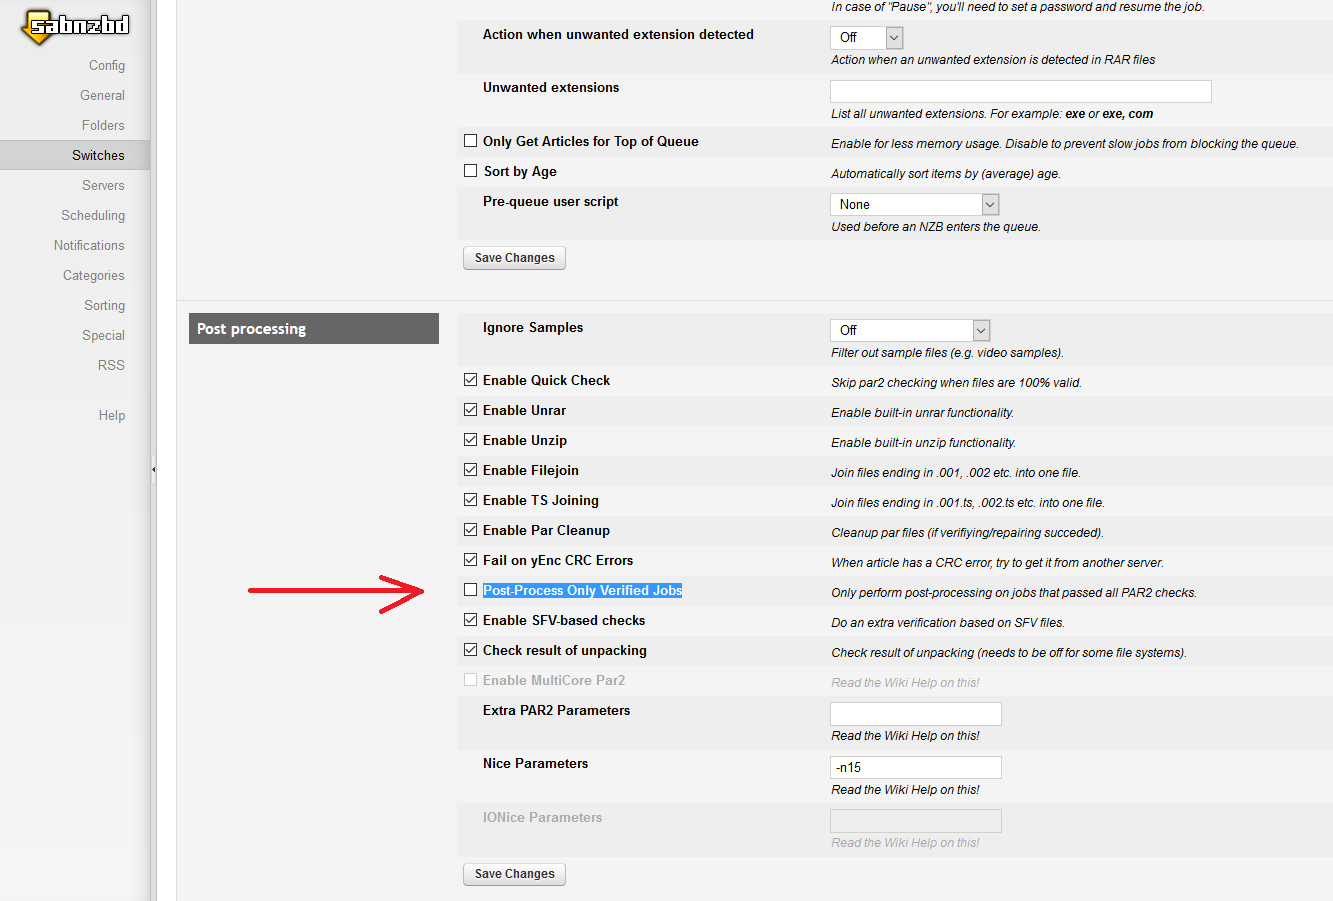 sabnzbd
Config
General
Folders
Switches
Servers
Scheduling
Notifications
Categories
Sorting
Special
RSS
Help
In case of "Pause", you'll need to set a password and resume the job.
Action when unwanted extension detected
Off
Action when an unwanted extension is detected in RAR files
Unwanted extensions
List all unwanted extensions. For example: exe or exe, com
Only Get Articles for Top of Queue
Enable for less memory usage. Disable to prevent slow jobs from blocking the queue.
Sort by Age
Automatically sort items by (average) age.
Pre-queue user script
None
Used before an NZB enters the queue.
Save Changes
Post processing
Ignore Samples
Off
Filter out sample files (e.g. video samples).
Enable Quick Check
Skip par2 checking when files are 100% valid.
Enable Unrar
Enable built-in unrar functionality.
Enable Unzip
Enable built-in unzip functionality.
Enable Filejoin
Join files ending in .001, .002 etc. into one file.
Enable TS Joining
Join files ending in .001.ts, .002.ts etc. into one file.
Enable Par Cleanup
Cleanup par files (if verifiying/repairing succeded).
Fail on yEnc CRC Errors
When article has a CRC error, try to get it from another server.
Post-Process Only Verified Jobs
Only perform post-processing on jobs that passed all PAR2 checks.
Enable SFV-based checks
Do an extra verification based on SFV files.
Check result of unpacking
Check result of unpacking (needs to be off for some file systems).
Enable MultiCore Par2
Read the Wiki Help on this!
Extra PAR2 Parameters
Read the Wiki Help on this!
Nice Parameters
-n15
Read the Wiki Help on this!
IONice Parameters
Read the Wiki Help on this!
Save Changes